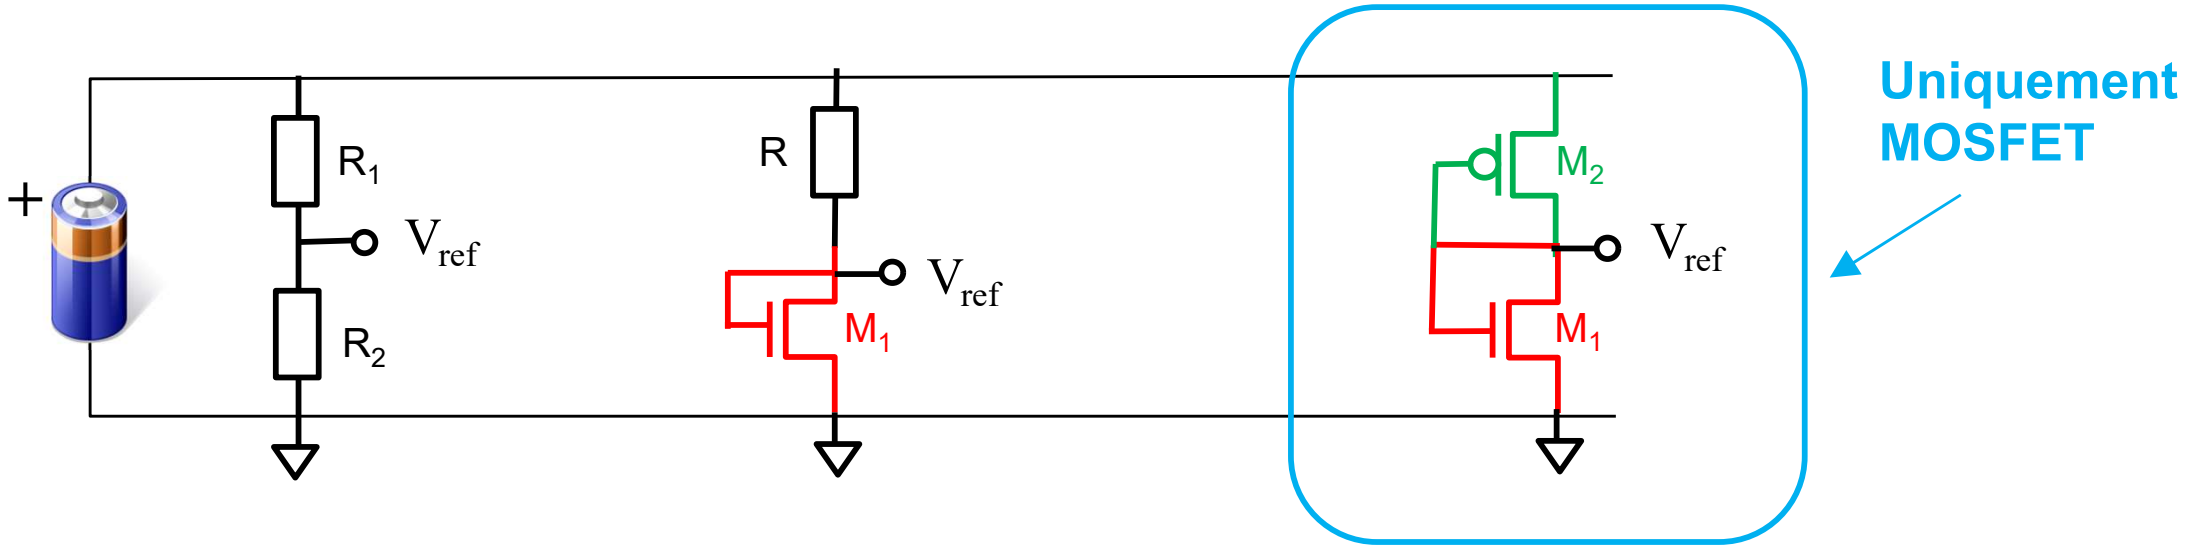 +
R1
Vref
R2
R
Vref
M1
M2
Vref
M1
Uniquement
MOSFET